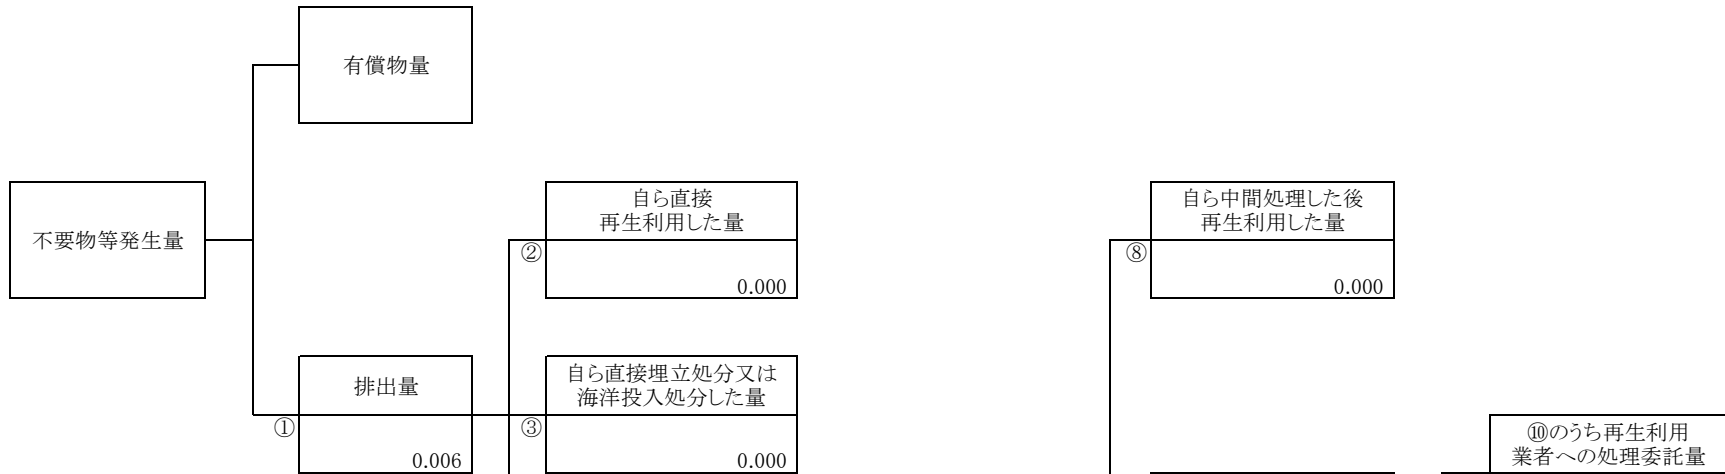 有償物量
不要物等発生量
自ら直接
再生利用した量
②
0.000
自ら中間処理した後
再生利用した量
⑧
0.000
排出量
①
0.006
自ら直接埋立処分又は
海洋投入処分した量
③
0.000
⑩のうち再生利用
業者への処理委託量